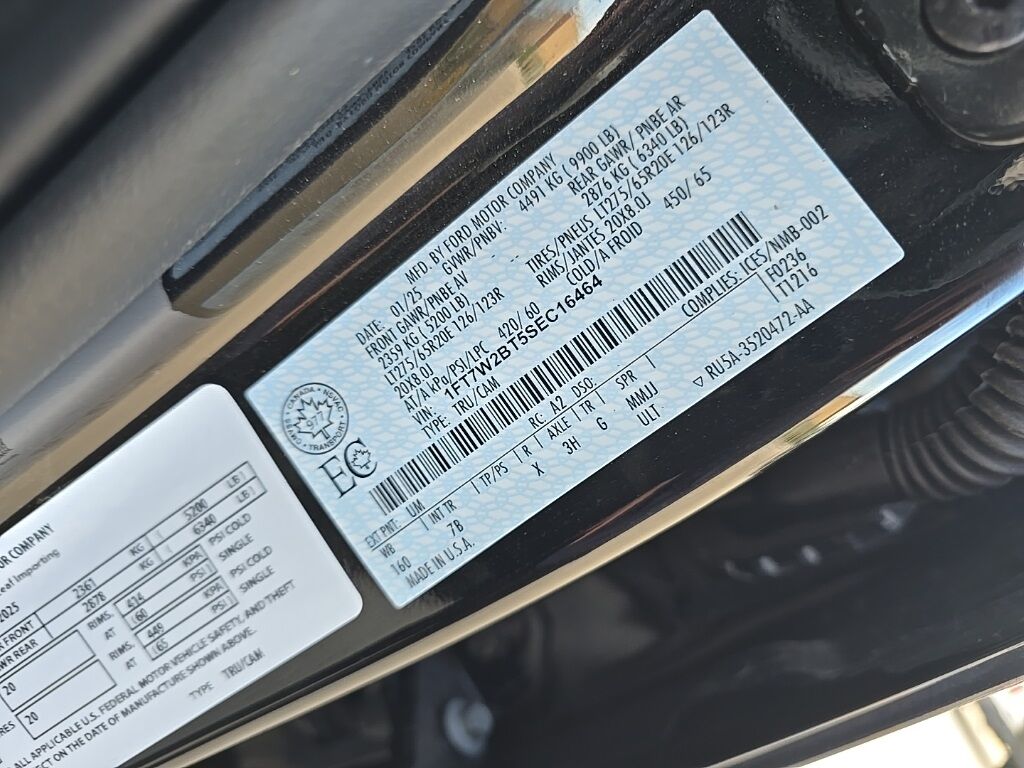 DATE: 01/25 MFD. BY FORD MOTOR COMPANY
GVWR/PNBV: 4491 KG ( 9900 LB)
FRONT GAWR/PNBE AV REAR GAWR/ PNBE AR
2359 KG ( 5200 LB) 2876 KG ( 6340 LB)
LT275/65R20E 126/123R TIRES/PNEUS LT275/65R20E 126/123R
20X8.0J RIMS/JANTES 20X8.0J
AT/A kPa/PSI/LPC 420/ 60 COLD/A FROID 450/ 65
VIN: 1FT7W2BT5SEC16464
TYPE: TRU/CAM
COMPLIES: ICES/NMB-002
F0236
T1216
EXT PNT: UM RC: A2 DSO:
WB INT TR TP/PS R AXLE TR SPR
160 7B X 3H G MMJJ
MADE IN U.S.A. ULT
▽ RU5A-3520472-AA
CANADA
TRANSPORT
97
EC
OR COMPANY
2025
R FRONT 2361 KG 5200 LB
WR REAR 2878 KG 6340 LB
20 RIMS, 414 KPA
AT 60 PSI PSI/COLD SINGLE
20 RIMS, 449 KPA
AT 65 PSI PSI/COLD SINGLE
ALL APPLICABLE U.S. FEDERAL MOTOR VEHICLE SAFETY, AND THEFT
ECT ON THE DATE OF MANUFACTURE SHOWN ABOVE.
TYPE TRU/CAM